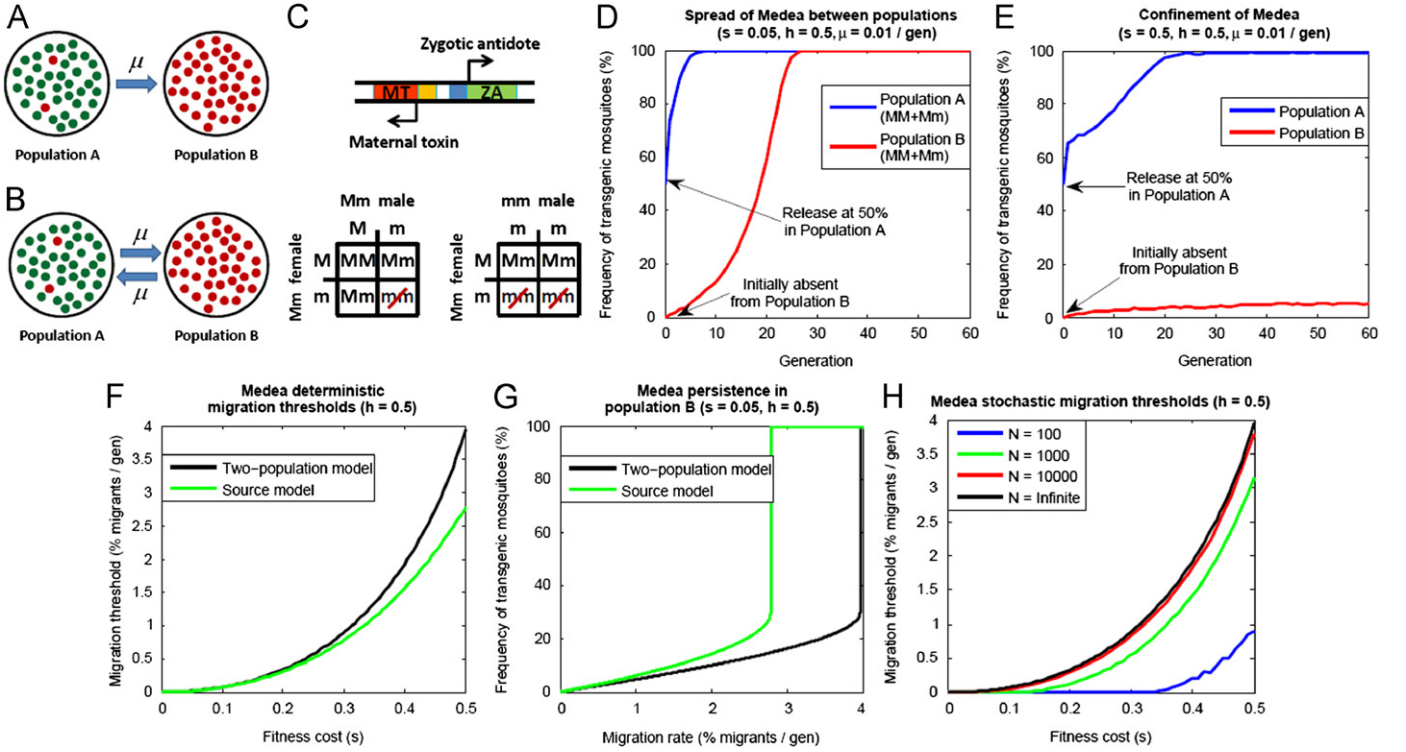 A
μ
Population A
Population B
B
μ
μ
Population A
Population B
C
Zygotic antidote
MT
ZA
Maternal toxin
Mm male
M m
Mm female
M MM Mm
m Mm mm
mm male
m m
Mm female
M Mm Mm
m mm mm
D
Spread of Medea between populations
(s = 0.05, h = 0.5, μ = 0.01 / gen)
Frequency of transgenic mosquitoes (%)
100
80
60
40
20
0
Population A
(MM+Mm)
Population B
(MM+Mm)
Release at 50%
in Population A
Initially absent
from Population B
0 10 20 30 40 50 60
Generation
E
Confinement of Medea
(s = 0.5, h = 0.5, μ = 0.01 / gen)
Frequency of transgenic mosquitoes (%)
100
80
60
40
20
0
Population A
Population B
Release at 50%
in Population A
Initially absent
from Population B
0 10 20 30 40 50 60
Generation
F
Medea deterministic
migration thresholds (h = 0.5)
Migration threshold (% migrants / gen)
4
3.5
3
2.5
2
1.5
1
0.5
0
Two−population model
Source model
0 0.1 0.2 0.3 0.4 0.5
Fitness cost (s)
G
Medea persistence in
population B (s = 0.05, h = 0.5)
Frequency of transgenic mosquitoes (%)
100
80
60
40
20
0
Two−population model
Source model
0 1 2 3 4
Migration rate (% migrants / gen)
H
Medea stochastic migration thresholds (h = 0.5)
Migration threshold (% migrants / gen)
4
3.5
3
2.5
2
1.5
1
0.5
0
N = 100
N = 1000
N = 10000
N = Infinite
0 0.1 0.2 0.3 0.4 0.5
Fitness cost (s)